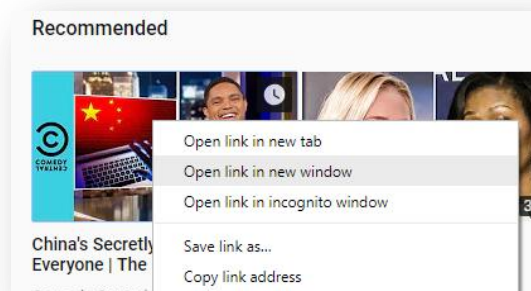 Recommended
COMEDY
CENTRAL
Open link in new tab
Open link in new window
Open link in incognito window
Save link as...
Copy link address
China's Secretly
Everyone | The